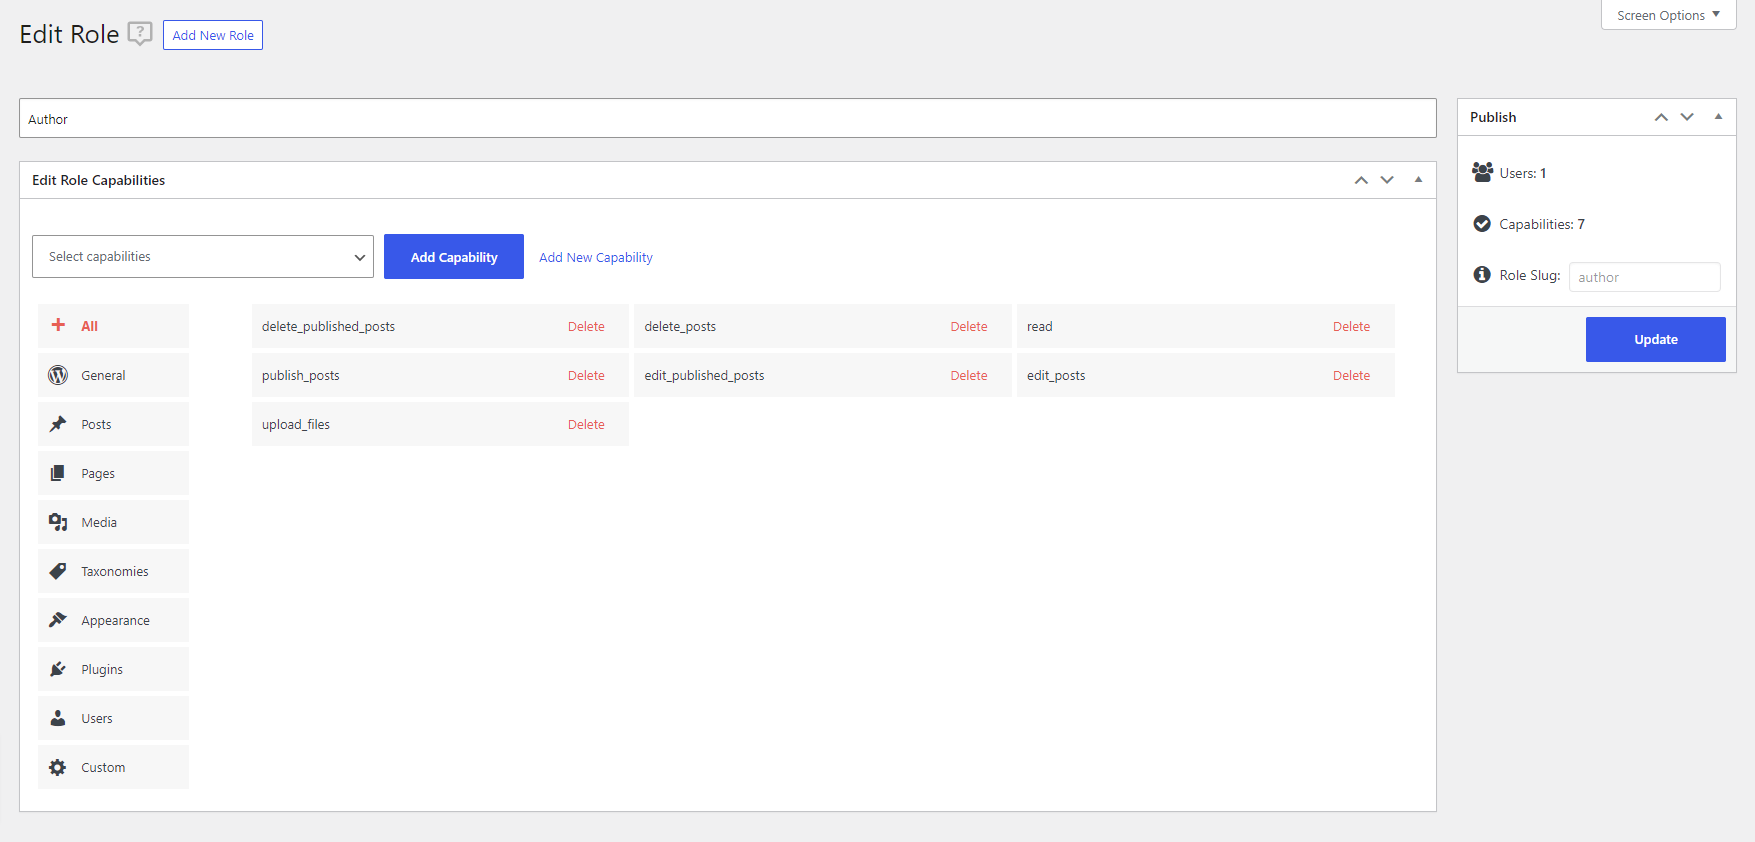 Screen Options
Edit Role ? Add New Role
Author
Publish
Users: 1
Capabilities: 7
Role Slug: author
Update
Edit Role Capabilities
Select capabilities Add Capability Add New Capability
All
General
Posts
Pages
Media
Taxonomies
Appearance
Plugins
Users
Custom
delete_published_posts Delete delete_posts Delete read Delete
publish_posts Delete edit_published_posts Delete edit_posts Delete
upload_files Delete